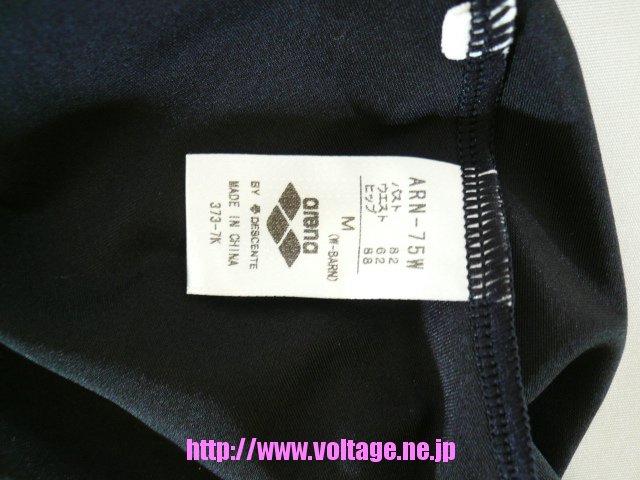 ARN-75W
バスト 82
ウエスト 62
ヒップ 88
(W-BARN)
M
arena
BY DESCENTE
MADE IN CHINA
373-7K
http://www.voltage.ne.jp